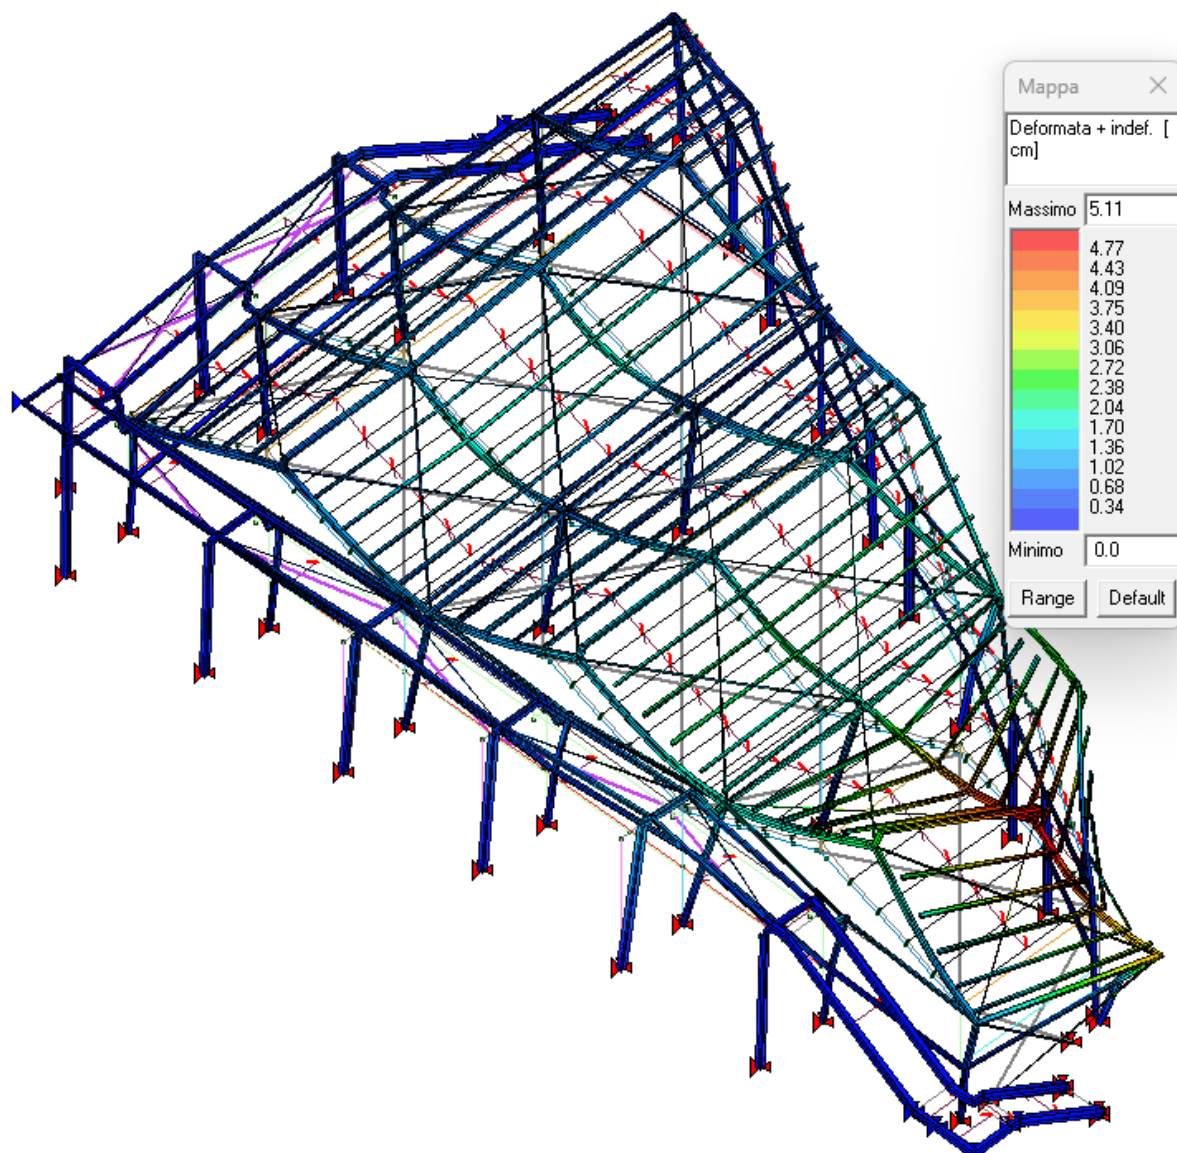 Mappa
Deformata + indef. [
cm]
Massimo 5.11
4.77
4.43
4.09
3.75
3.40
3.06
2.72
2.38
2.04
1.70
1.36
1.02
0.68
0.34
Minimo 0.0
Range Default